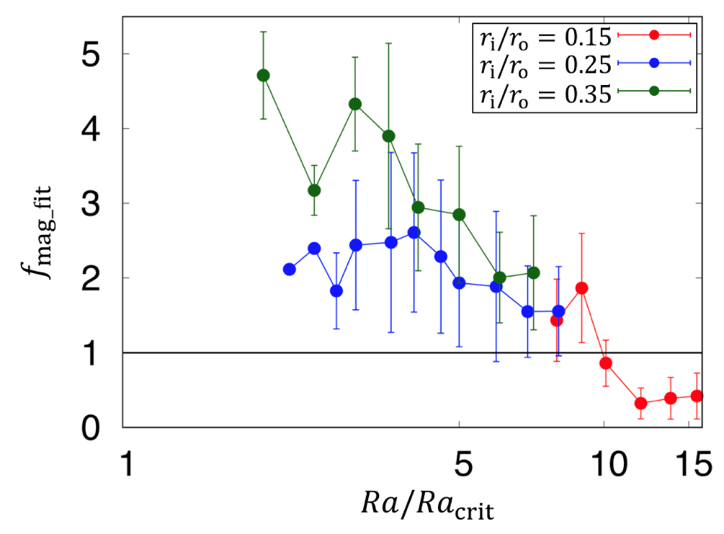 5
4
3
2
1
0
f_mag_fit
r_i/r_o = 0.15
r_i/r_o = 0.25
r_i/r_o = 0.35
1 5 10 15
Ra/Ra_crit